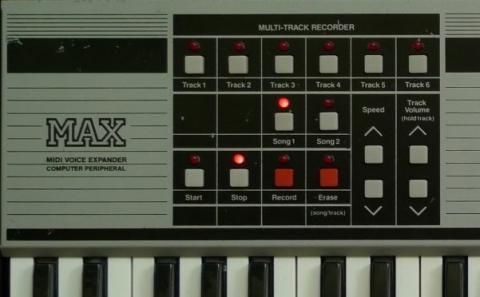 MULTI-TRACK RECORDER
Track 1 Track 2 Track 3 Track 4 Track 5 Track 6
Speed Track
Volume
(hold track)
MAX
MIDI VOICE EXPANDER
COMPUTER PERIPHERAL
Song 1 Song 2
Start Stop Record Erase
(song/track)